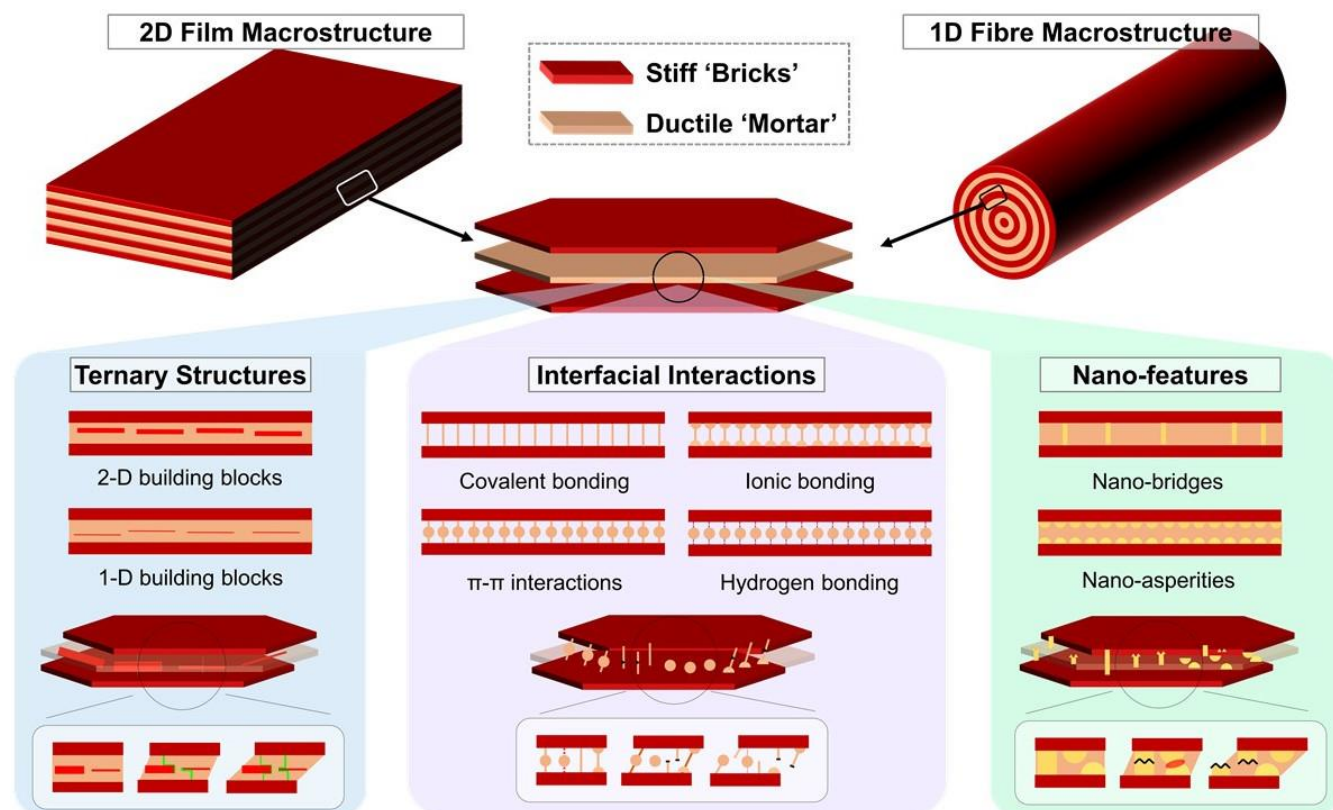 2D Film Macrostructure
1D Fibre Macrostructure
Stiff ‘Bricks’
Ductile ‘Mortar’
Ternary Structures
2-D building blocks
1-D building blocks
Interfacial Interactions
Covalent bonding
Ionic bonding
π-π interactions
Hydrogen bonding
Nano-features
Nano-bridges
Nano-asperities